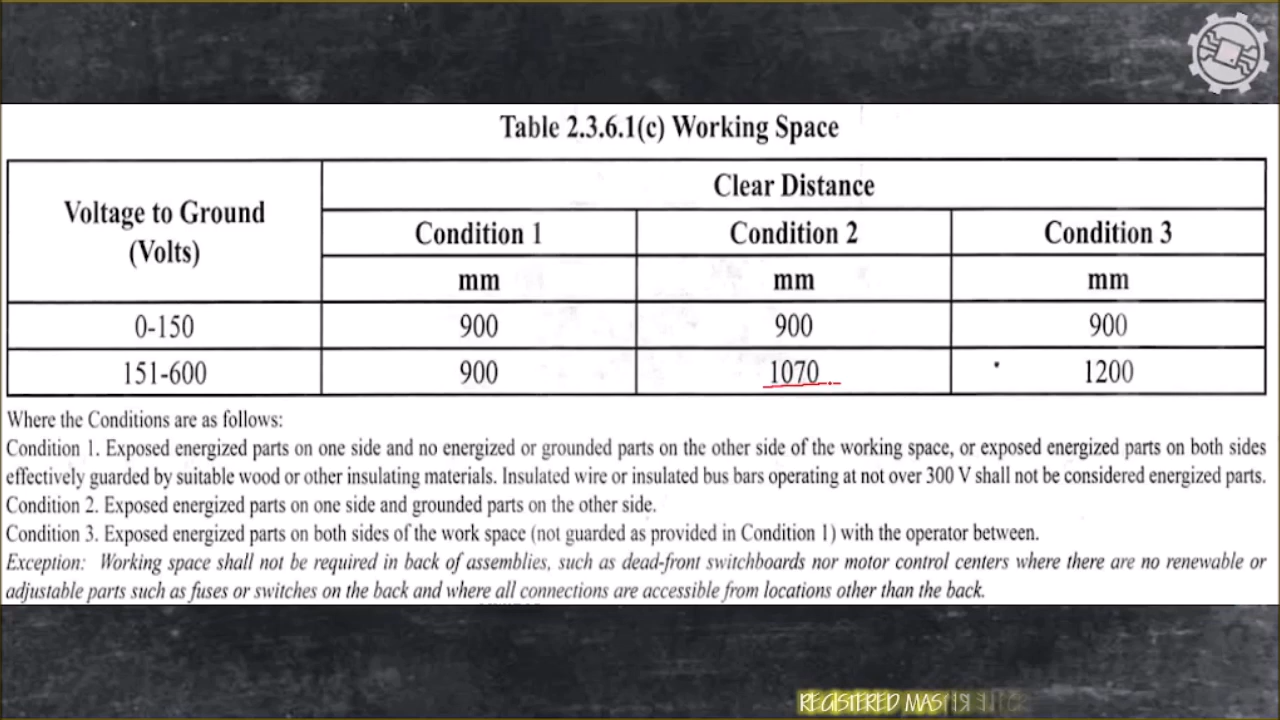 Table 2.3.6.1(c) Working Space
Voltage to Ground
(Volts)
Clear Distance
Condition 1
Condition 2
Condition 3
mm
mm
mm
0-150
900
900
900
151-600
900
1070
1200
Where the Conditions are as follows:
Condition 1. Exposed energized parts on one side and no energized or grounded parts on the other side of the working space, or exposed energized parts on both sides
effectively guarded by suitable wood or other insulating materials. Insulated wire or insulated bus bars operating at not over 300 V shall not be considered energized parts.
Condition 2. Exposed energized parts on one side and grounded parts on the other side.
Condition 3. Exposed energized parts on both sides of the work space (not guarded as provided in Condition 1) with the operator between.
Exception: Working space shall not be required in back of assemblies, such as dead-front switchboards nor motor control centers where there are no renewable or
adjustable parts such as fuses or switches on the back and where all connections are accessible from locations other than the back.
REGISTERED